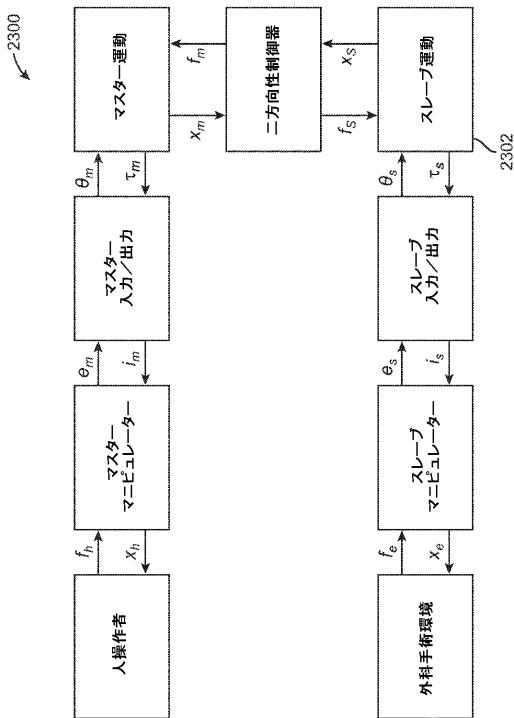 2300
人操作者
f_h
x_h
マスター
マニピュレーター
e_m
i_m
マスター
入力／出力
θ_m
τ_m
マスター運動
f_m
x_m
二方向性制御器
x_S
f_S
外科手術環境
f_e
x_e
スレーブ
マニピュレーター
e_s
i_s
スレーブ
入力／出力
θ_s
τ_s
スレーブ運動
2302